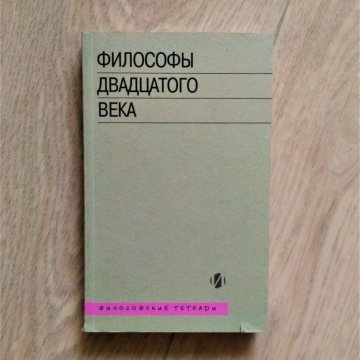 ФИЛОСОФЫ
ДВАДЦАТОГО
ВЕКА
И
ФИЛОСОФСКИЕ ТЕТРАДИ